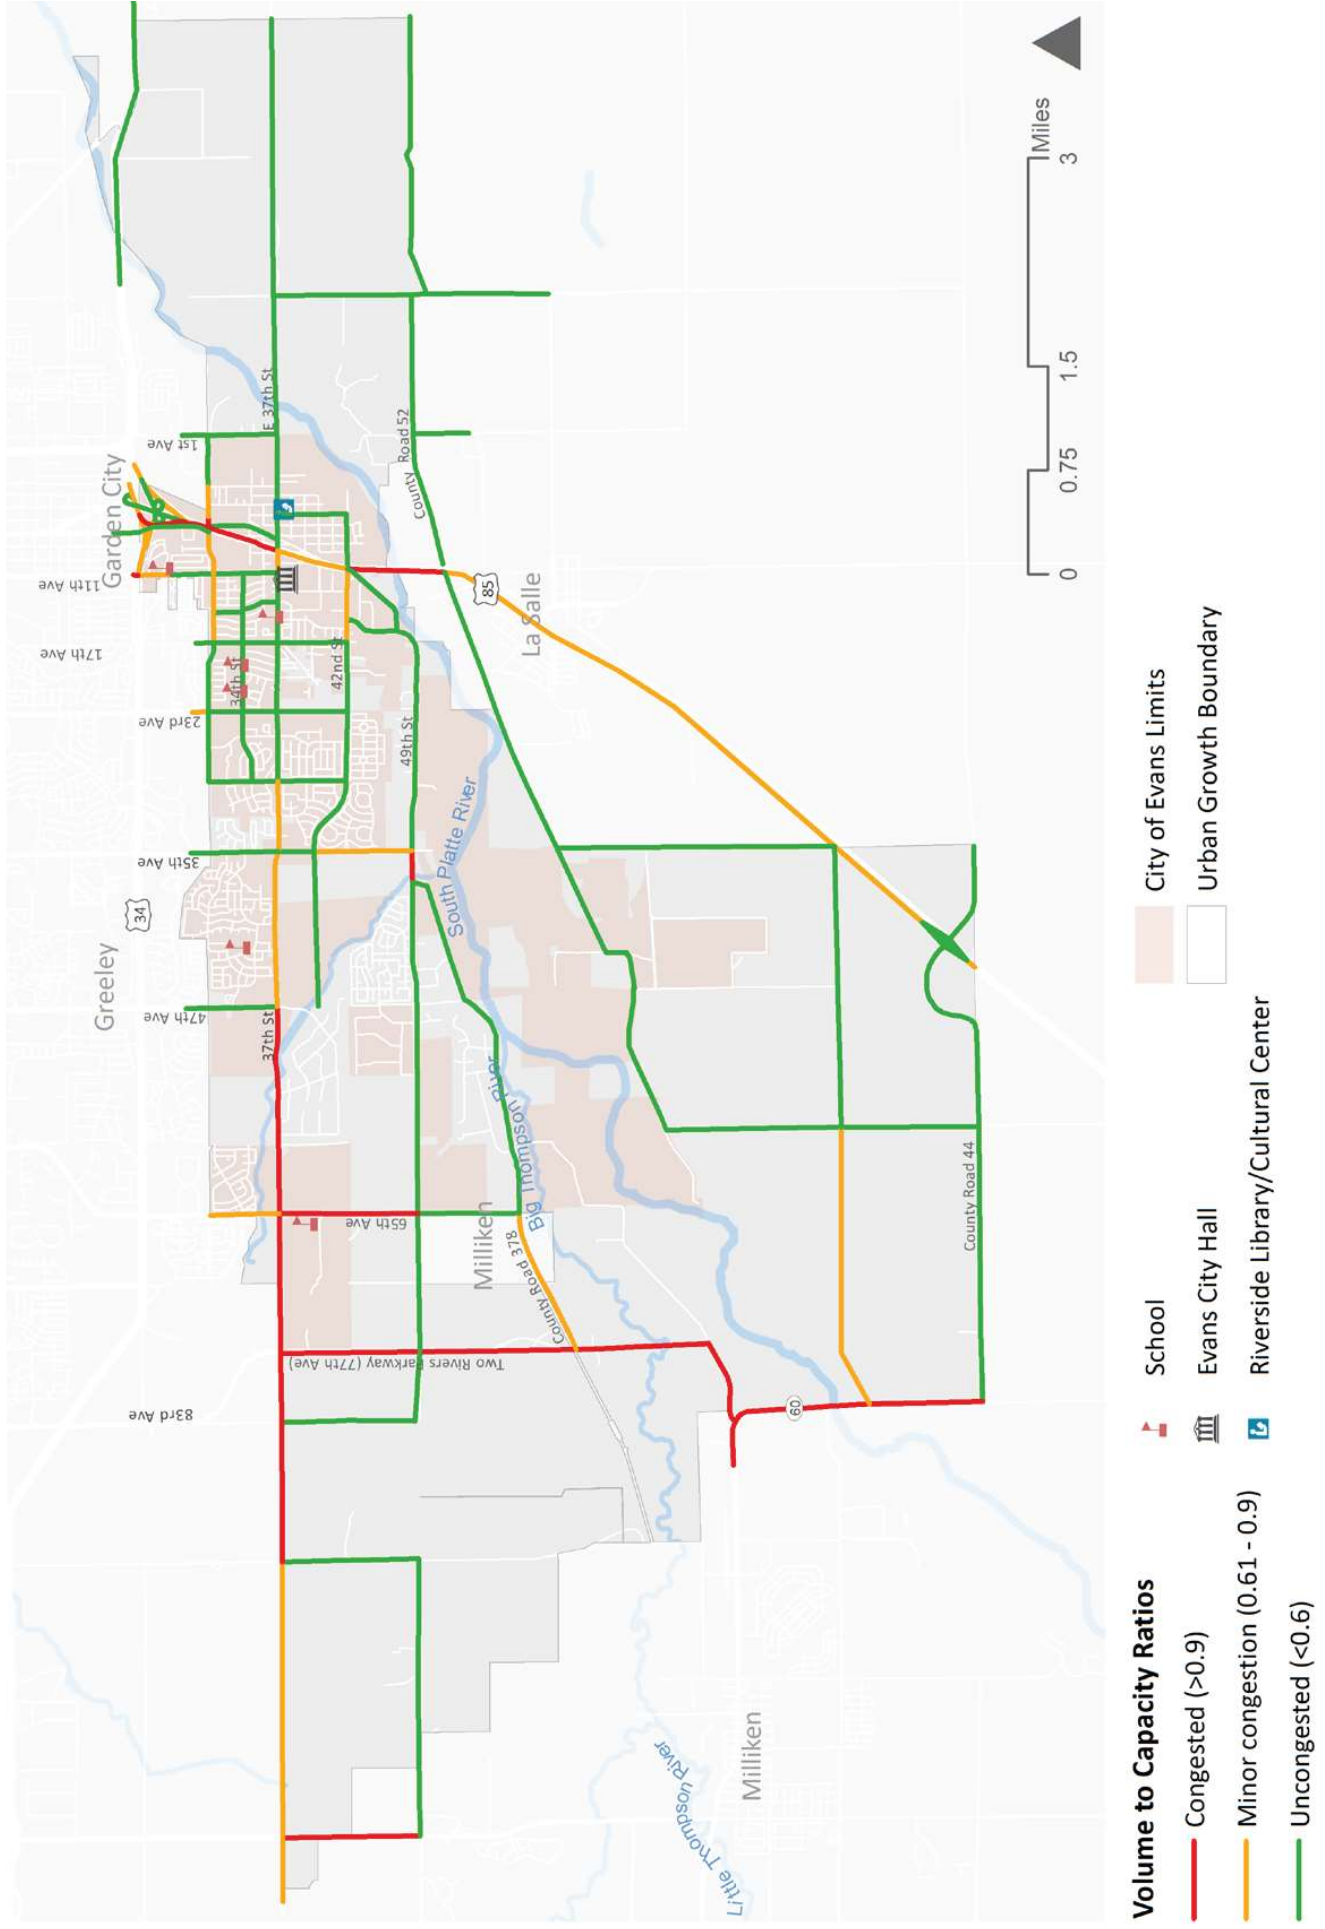 Greeley
34
Garden City
83rd Ave
47th Ave
35th Ave
23rd Ave
17th Ave
11th Ave
1st Ave
37th St
E 37th St
34th St
42nd St
65th Ave
Two Rivers Parkway (77th Ave)
49th St
County Road 52
Milliken
County Road 378
Big Thompson River
South Platte River
85
La Salle
60
Milliken
Little Thompson River
County Road 44
0 0.75 1.5 3
Miles
Volume to Capacity Ratios
Congested (>0.9)
Minor congestion (0.61 - 0.9)
Uncongested (<0.6)
School
Evans City Hall
Riverside Library/Cultural Center
City of Evans Limits
Urban Growth Boundary